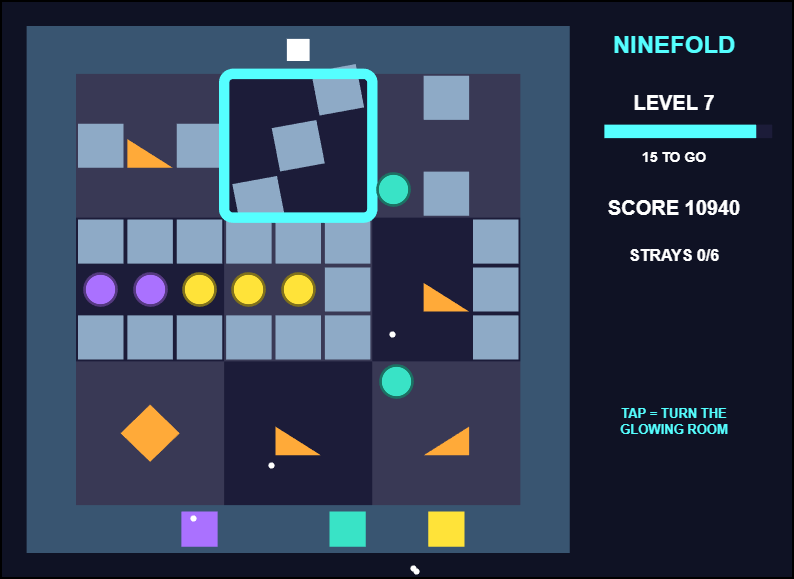 NINEFOLD
LEVEL 7
15 TO GO
SCORE 10940
STRAYS 0/6
TAP = TURN THE
GLOWING ROOM